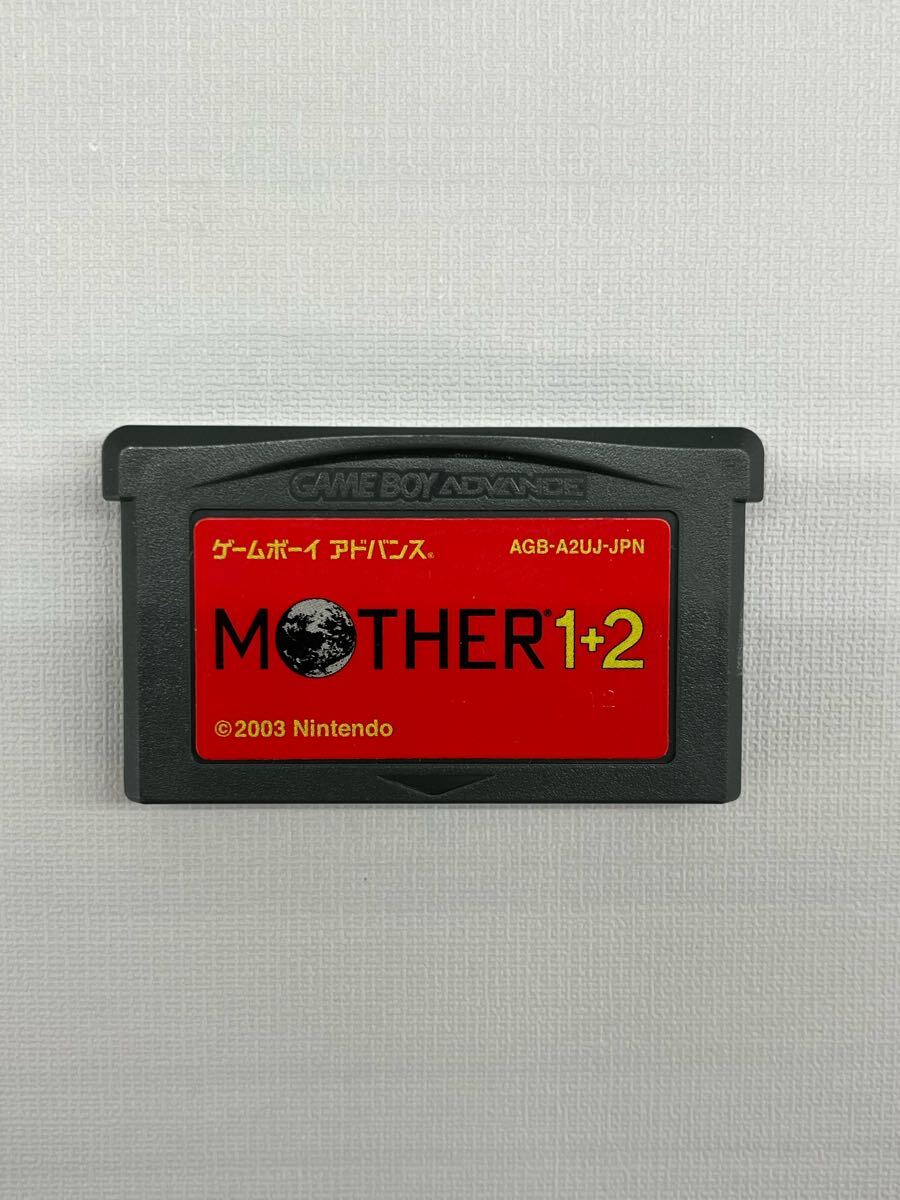 GAME BOY ADVANCE
ゲームボーイ アドバンス®
AGB-A2UJ-JPN
MOTHER®1+2
©2003 Nintendo